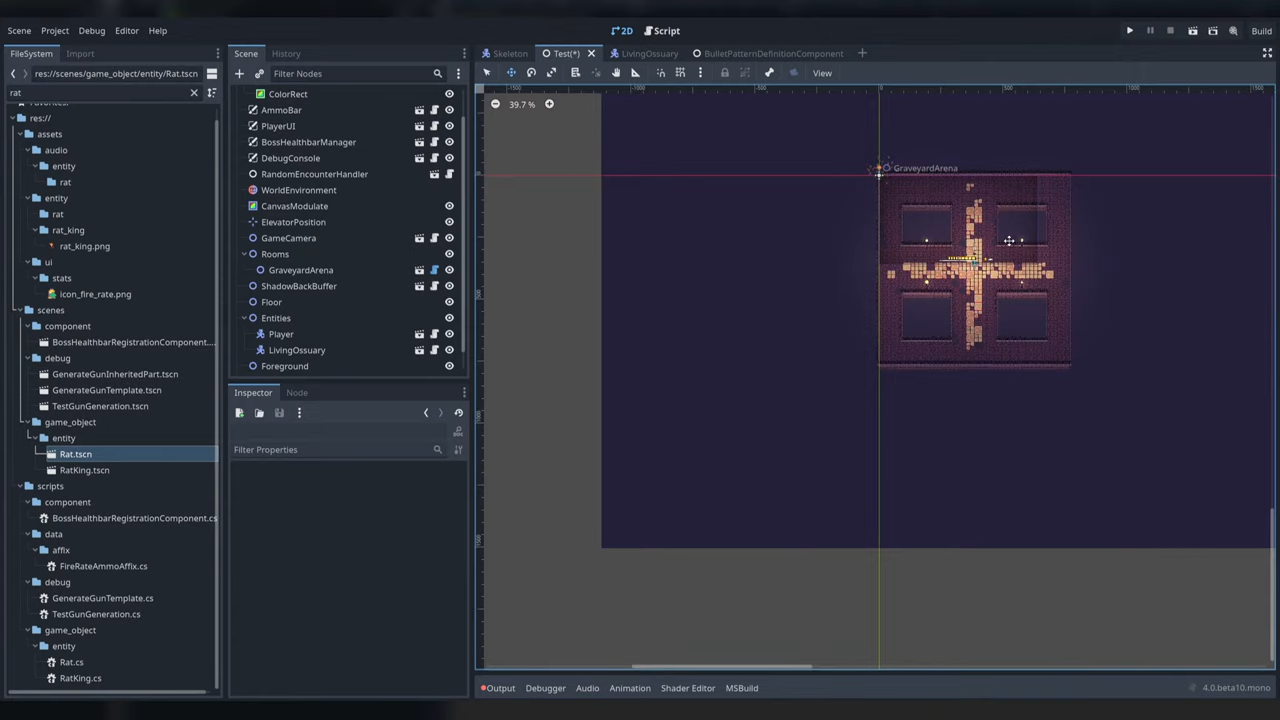 Scene Project Debug Editor Help
2D Script
Build
FileSystem Import
res://scenes/game_object/entity/Rat.tscn
rat
res://
assets
audio
entity
rat
entity
rat
rat_king
rat_king.png
ui
stats
icon_fire_rate.png
scenes
component
BossHealthbarRegistrationComponent....
debug
GenerateGunInheritedPart.tscn
GenerateGunTemplate.tscn
TestGunGeneration.tscn
game_object
entity
Rat.tscn
RatKing.tscn
scripts
component
BossHealthbarRegistrationComponent.cs
data
affix
FireRateAmmoAffix.cs
debug
GenerateGunTemplate.cs
TestGunGeneration.cs
game_object
entity
Rat.cs
RatKing.cs
Scene History
Filter Nodes
ColorRect
AmmoBar
PlayerUI
BossHealthbarManager
DebugConsole
RandomEncounterHandler
WorldEnvironment
CanvasModulate
ElevatorPosition
GameCamera
Rooms
GraveyardArena
ShadowBackBuffer
Floor
Entities
Player
LivingOssuary
Foreground
Inspector Node
Filter Properties
Skeleton Test(*) LivingOssuary BulletPatternDefinitionComponent
View
39.7 %
GraveyardArena
Output Debugger Audio Animation Shader Editor MSBuild
4.0.beta10.mono